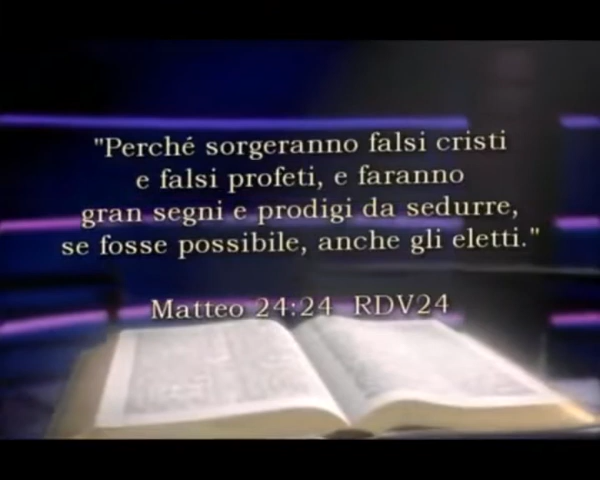 "Perché sorgeranno falsi cristi
e falsi profeti, e faranno
gran segni e prodigi da sedurre,
se fosse possibile, anche gli eletti."
Matteo 24:24 RDV24